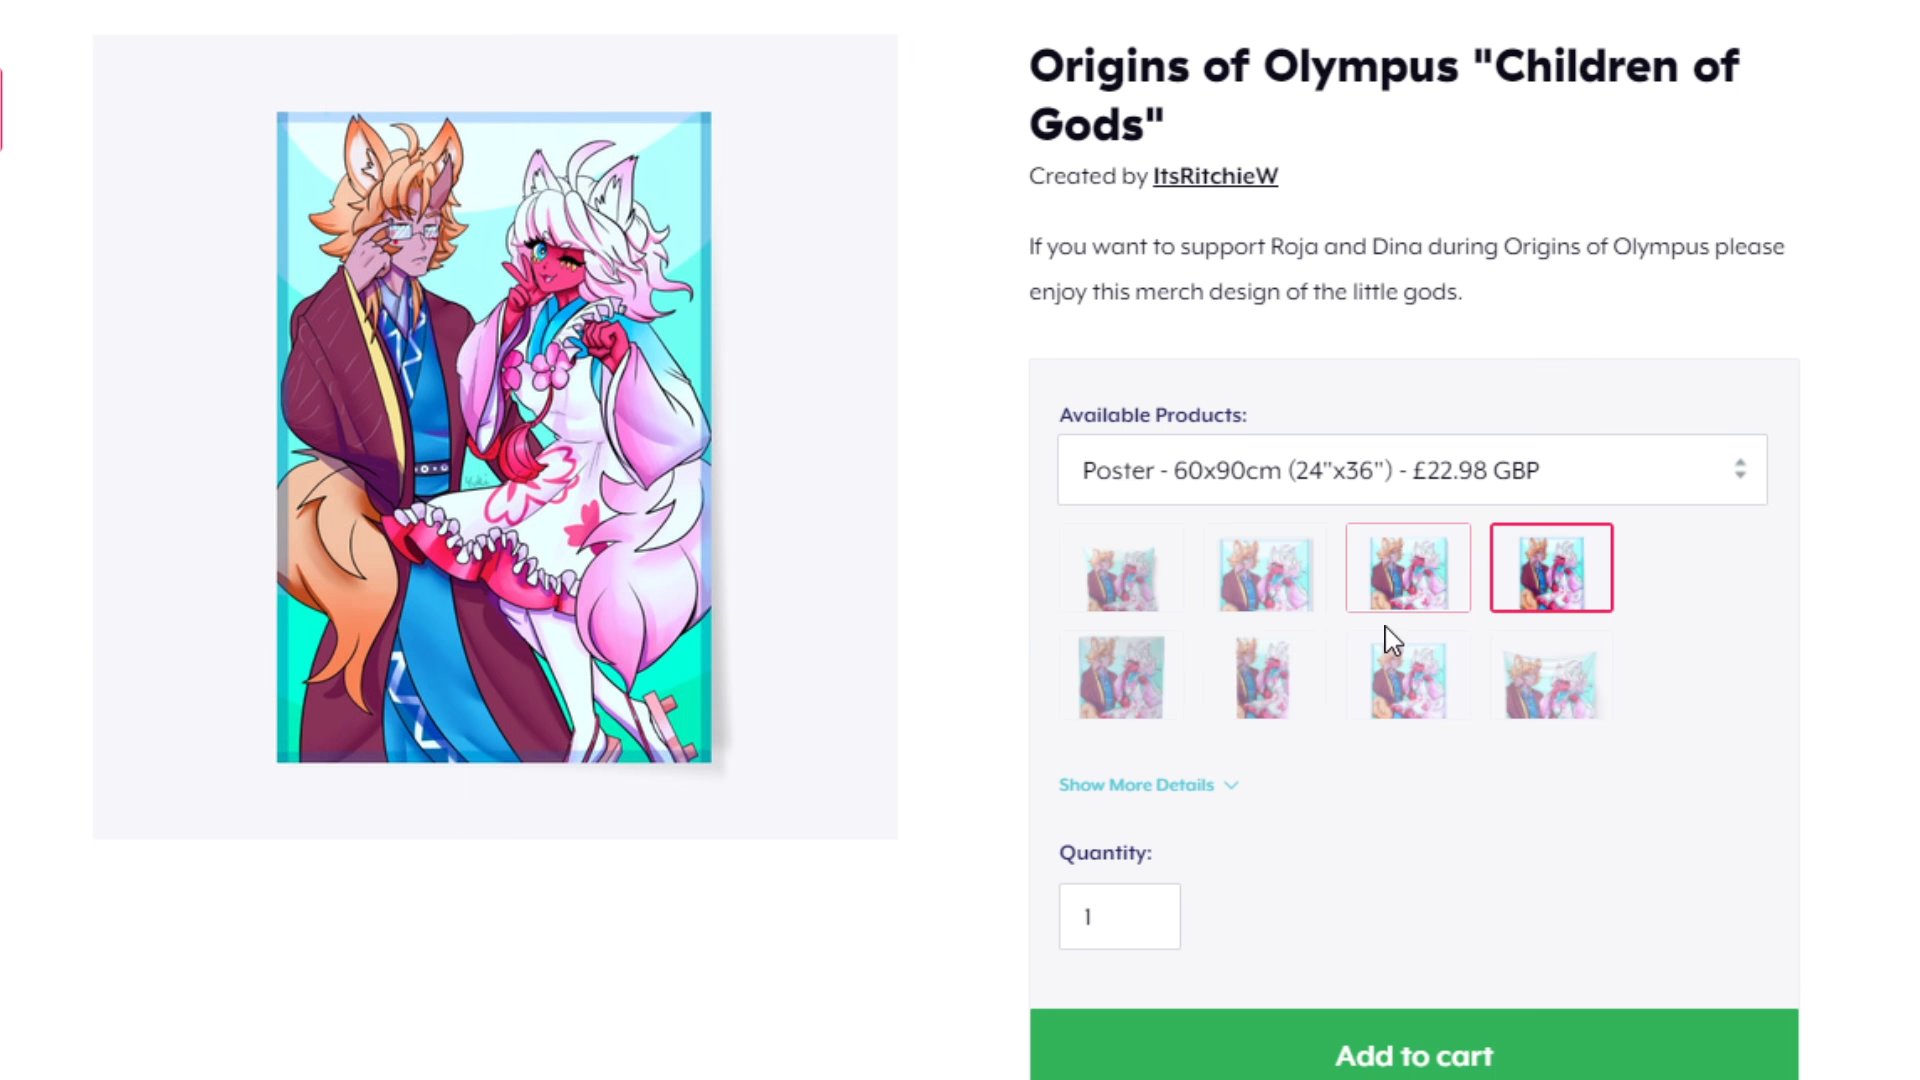 Origins of Olympus "Children of
Gods"
Created by ItsRitchieW
If you want to support Roja and Dina during Origins of Olympus please
enjoy this merch design of the little gods.
Available Products:
Poster - 60x90cm (24"x36") - £22.98 GBP
Show More Details
Quantity:
1
Add to cart